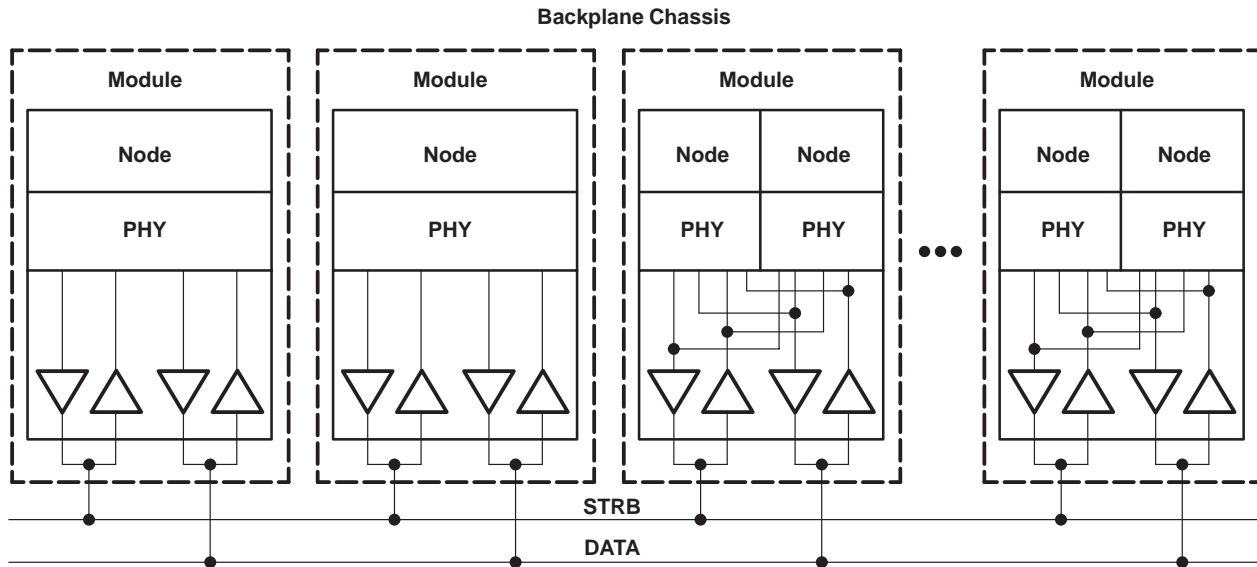 Backplane Chassis
Module Module Module Module
Node Node Node Node Node Node
PHY PHY PHY PHY PHY PHY
STRB
DATA